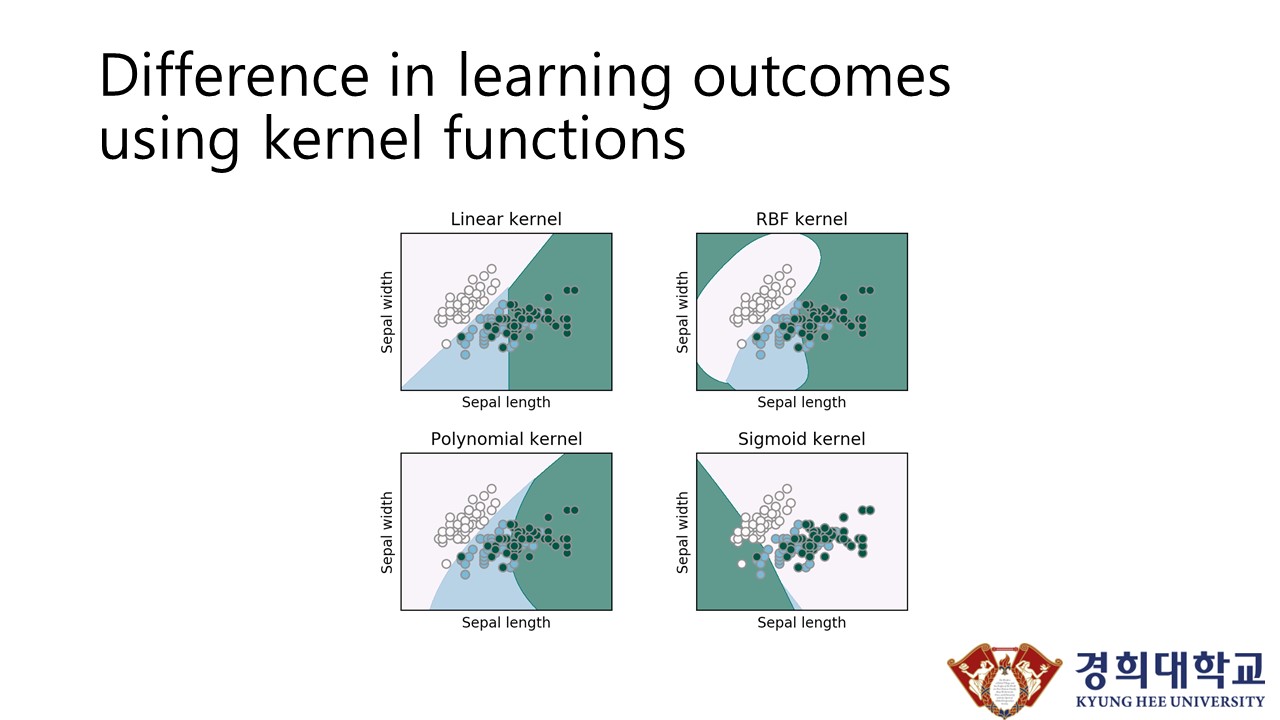 Difference in learning outcomes
using kernel functions
Linear kernel
Sepal width
Sepal length
RBF kernel
Sepal width
Sepal length
Polynomial kernel
Sepal width
Sepal length
Sigmoid kernel
Sepal width
Sepal length
경희대학교
KYUNG HEE UNIVERSITY